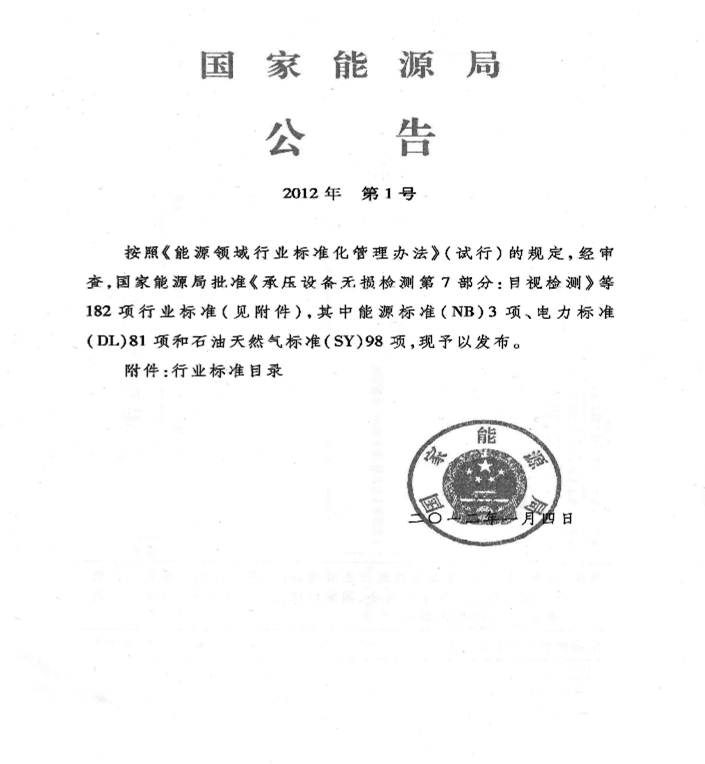 国家能源局
公告
2012年 第1号
按照《能源领域行业标准化管理办法》(试行)的规定,经审
查,国家能源局批准《承压设备无损检测第7部分:目视检测》等
182项行业标准(见附件),其中能源标准(NB)3项、电力标准
(DL)81项和石油天然气标准(SY)98项,现予以发布。
附件:行业标准目录
国家能源局
二〇一二年一月四日